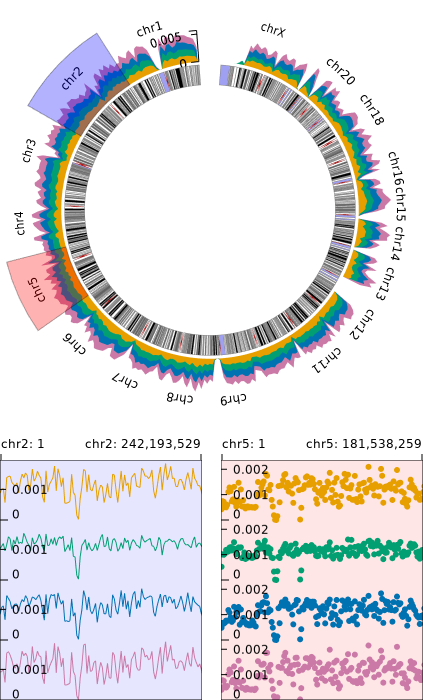 chr1
0.005
0
chrX
chr2
chr20
chr18
chr3
chr16
chr15
chr4
chr14
chr5
chr13
chr6
chr12
chr7
chr11
chr8
chr9
chr2: 1 chr2: 242,193,529
chr5: 1 chr5: 181,538,259
0.001
0
0.001
0
0.001
0
0.001
0
0.002
0.001
0
0.002
0.001
0
0.002
0.001
0
0.002
0.001
0